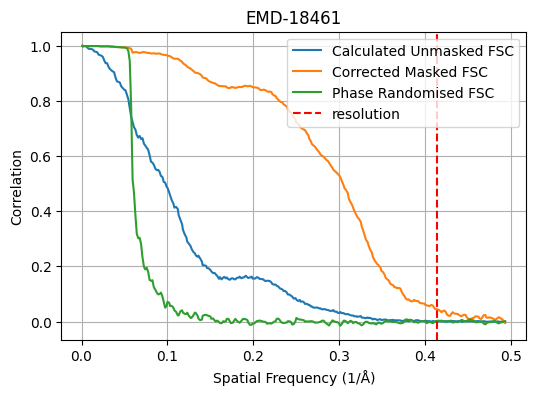 EMD-18461
Calculated Unmasked FSC
Corrected Masked FSC
Phase Randomised FSC
resolution
Correlation
1.0
0.8
0.6
0.4
0.2
0.0
0.0 0.1 0.2 0.3 0.4 0.5
Spatial Frequency (1/Å)